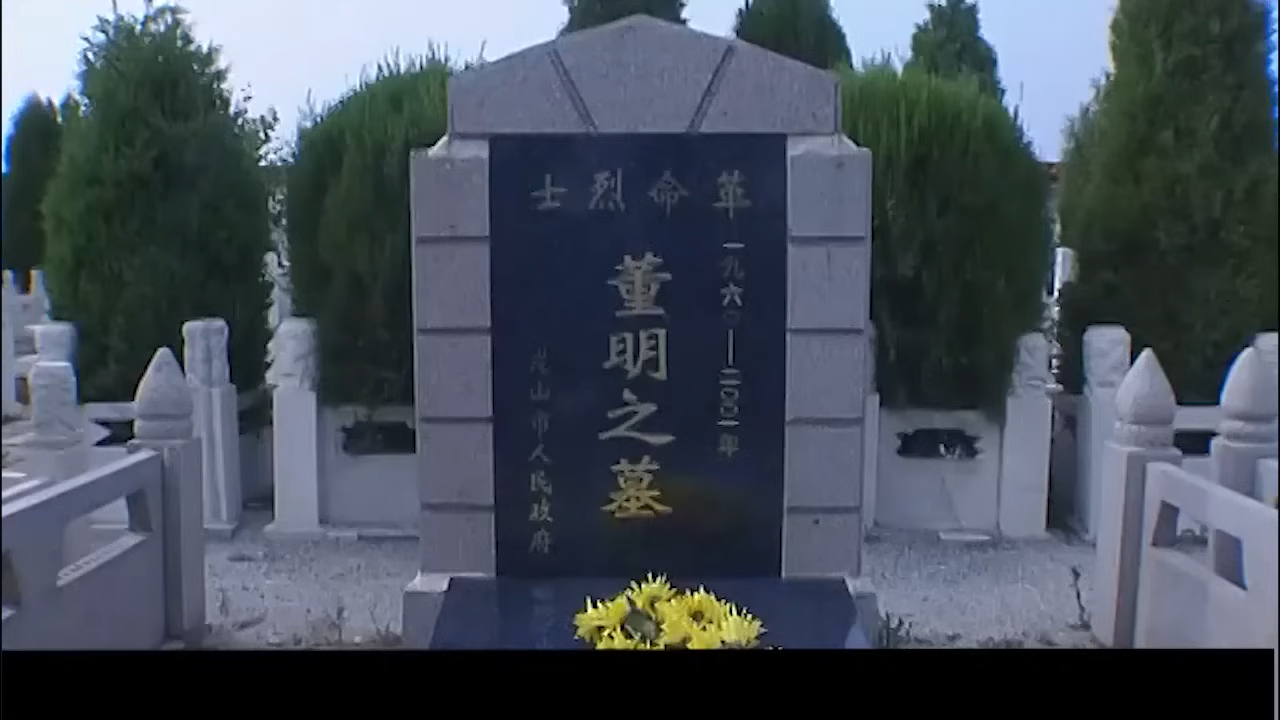 革命烈士
一九六〇—二〇〇一年
董明之墓
山市人民政府